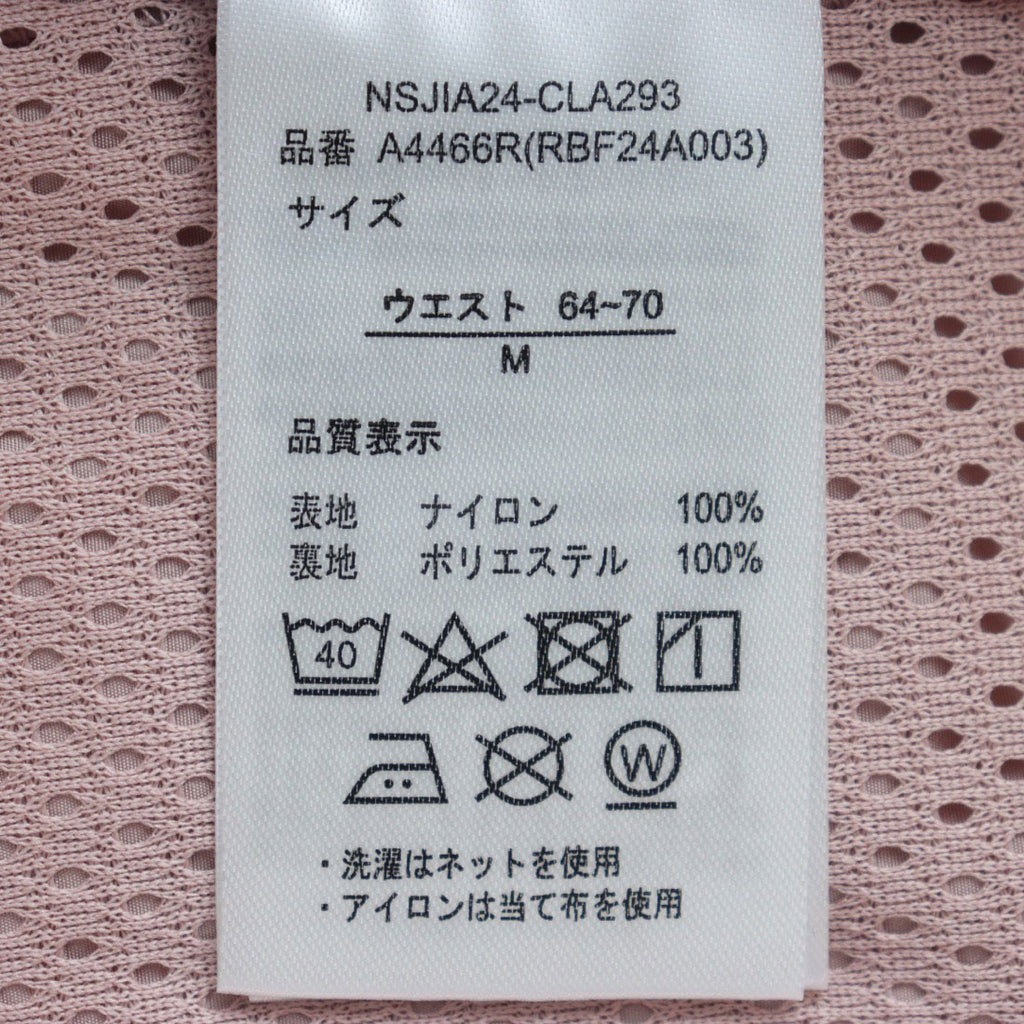 NSJIA24-CLA293
品番 A4466R(RBF24A003)
サイズ
ウエスト 64~70
M
品質表示
表地 ナイロン 100%
裏地 ポリエステル 100%
40
W
・洗濯はネットを使用
・アイロンは当て布を使用